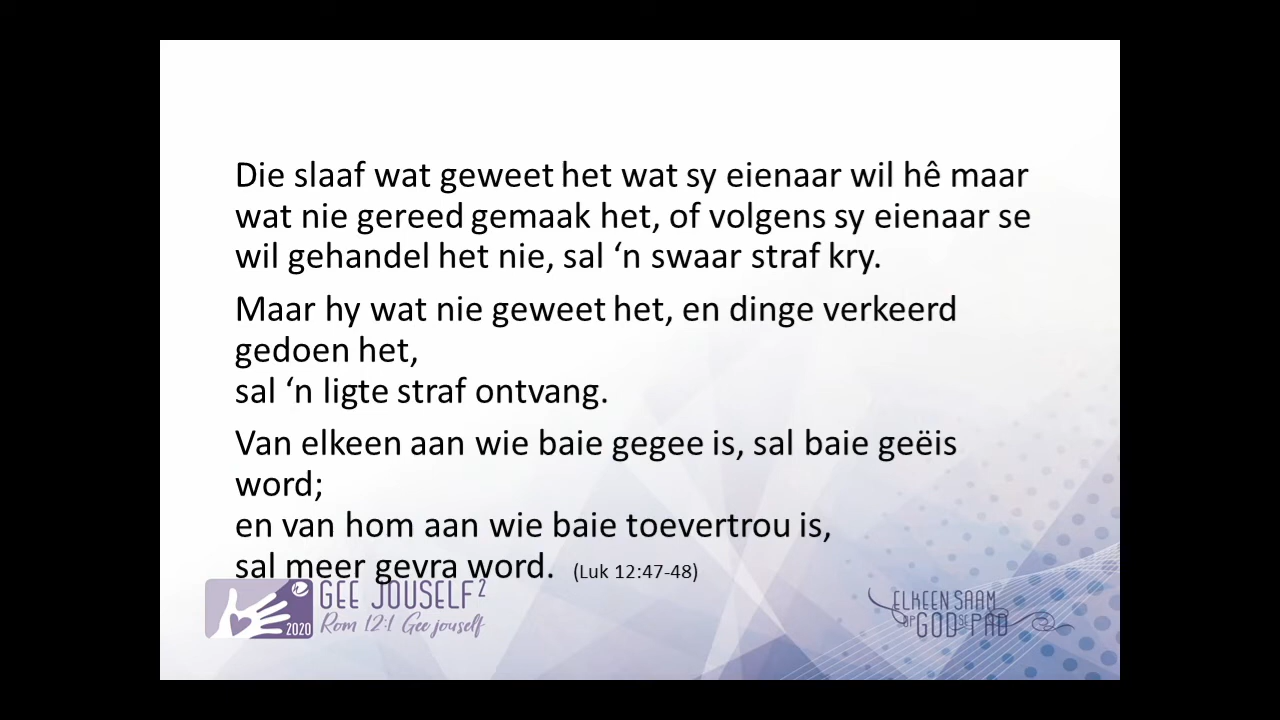 Die slaaf wat geweet het wat sy eienaar wil hê maar
wat nie gereed gemaak het, of volgens sy eienaar se
wil gehandel het nie, sal ‘n swaar straf kry.
Maar hy wat nie geweet het, en dinge verkeerd
gedoen het,
sal ‘n ligte straf ontvang.
Van elkeen aan wie baie gegee is, sal baie geëis
word;
en van hom aan wie baie toevertrou is,
sal meer gevra word. (Luk 12:47-48)
GEE JOUSELF²
2020 Rom 12:1 Gee jouself
ELKEEN SAAM
OP GOD SE PAD